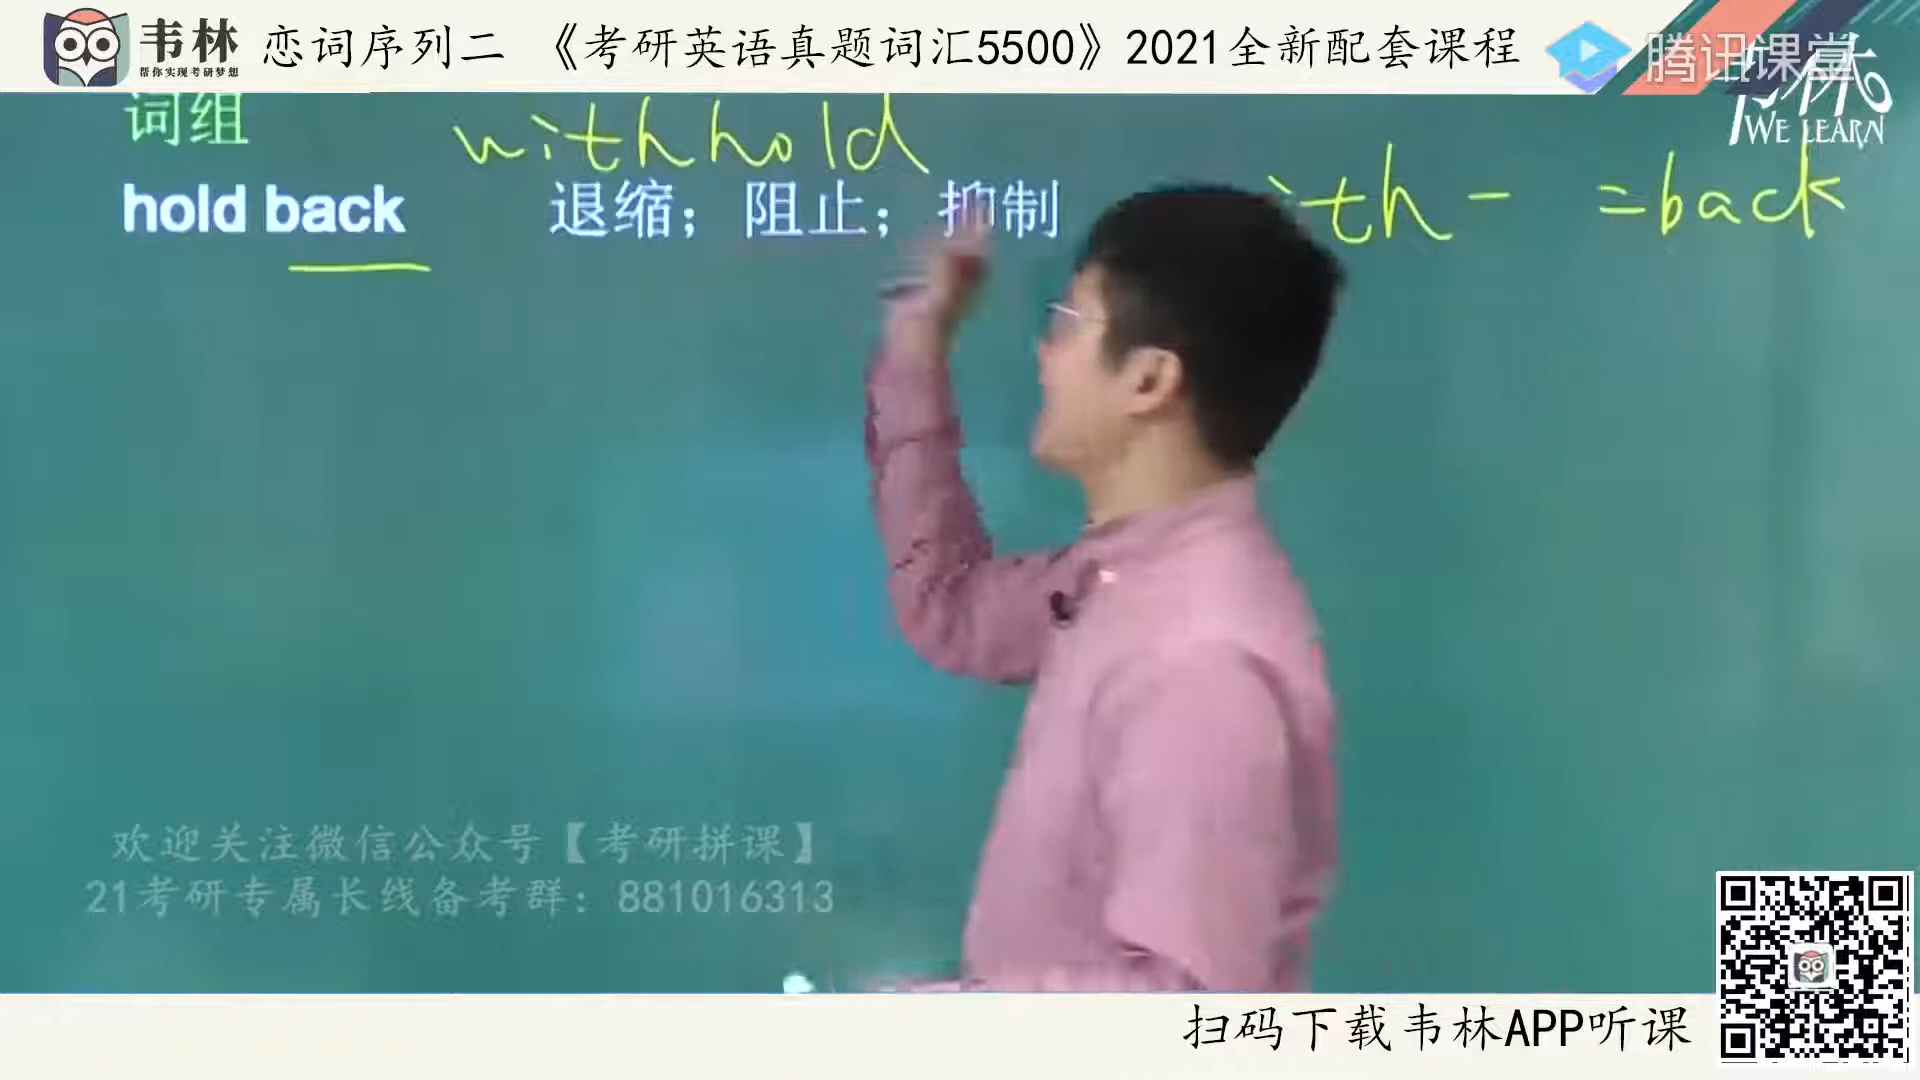 韦林 恋词序列二 《考研英语真题词汇5500》2021全新配套课程
帮你实现考研梦想
腾讯课堂
WE LEARN
词组
withhold
hold back 退缩；阻止；抑制
ith - =back
欢迎关注微信公众号【考研拼课】
21考研专属长线备考群：881016313
扫码下载韦林APP听课